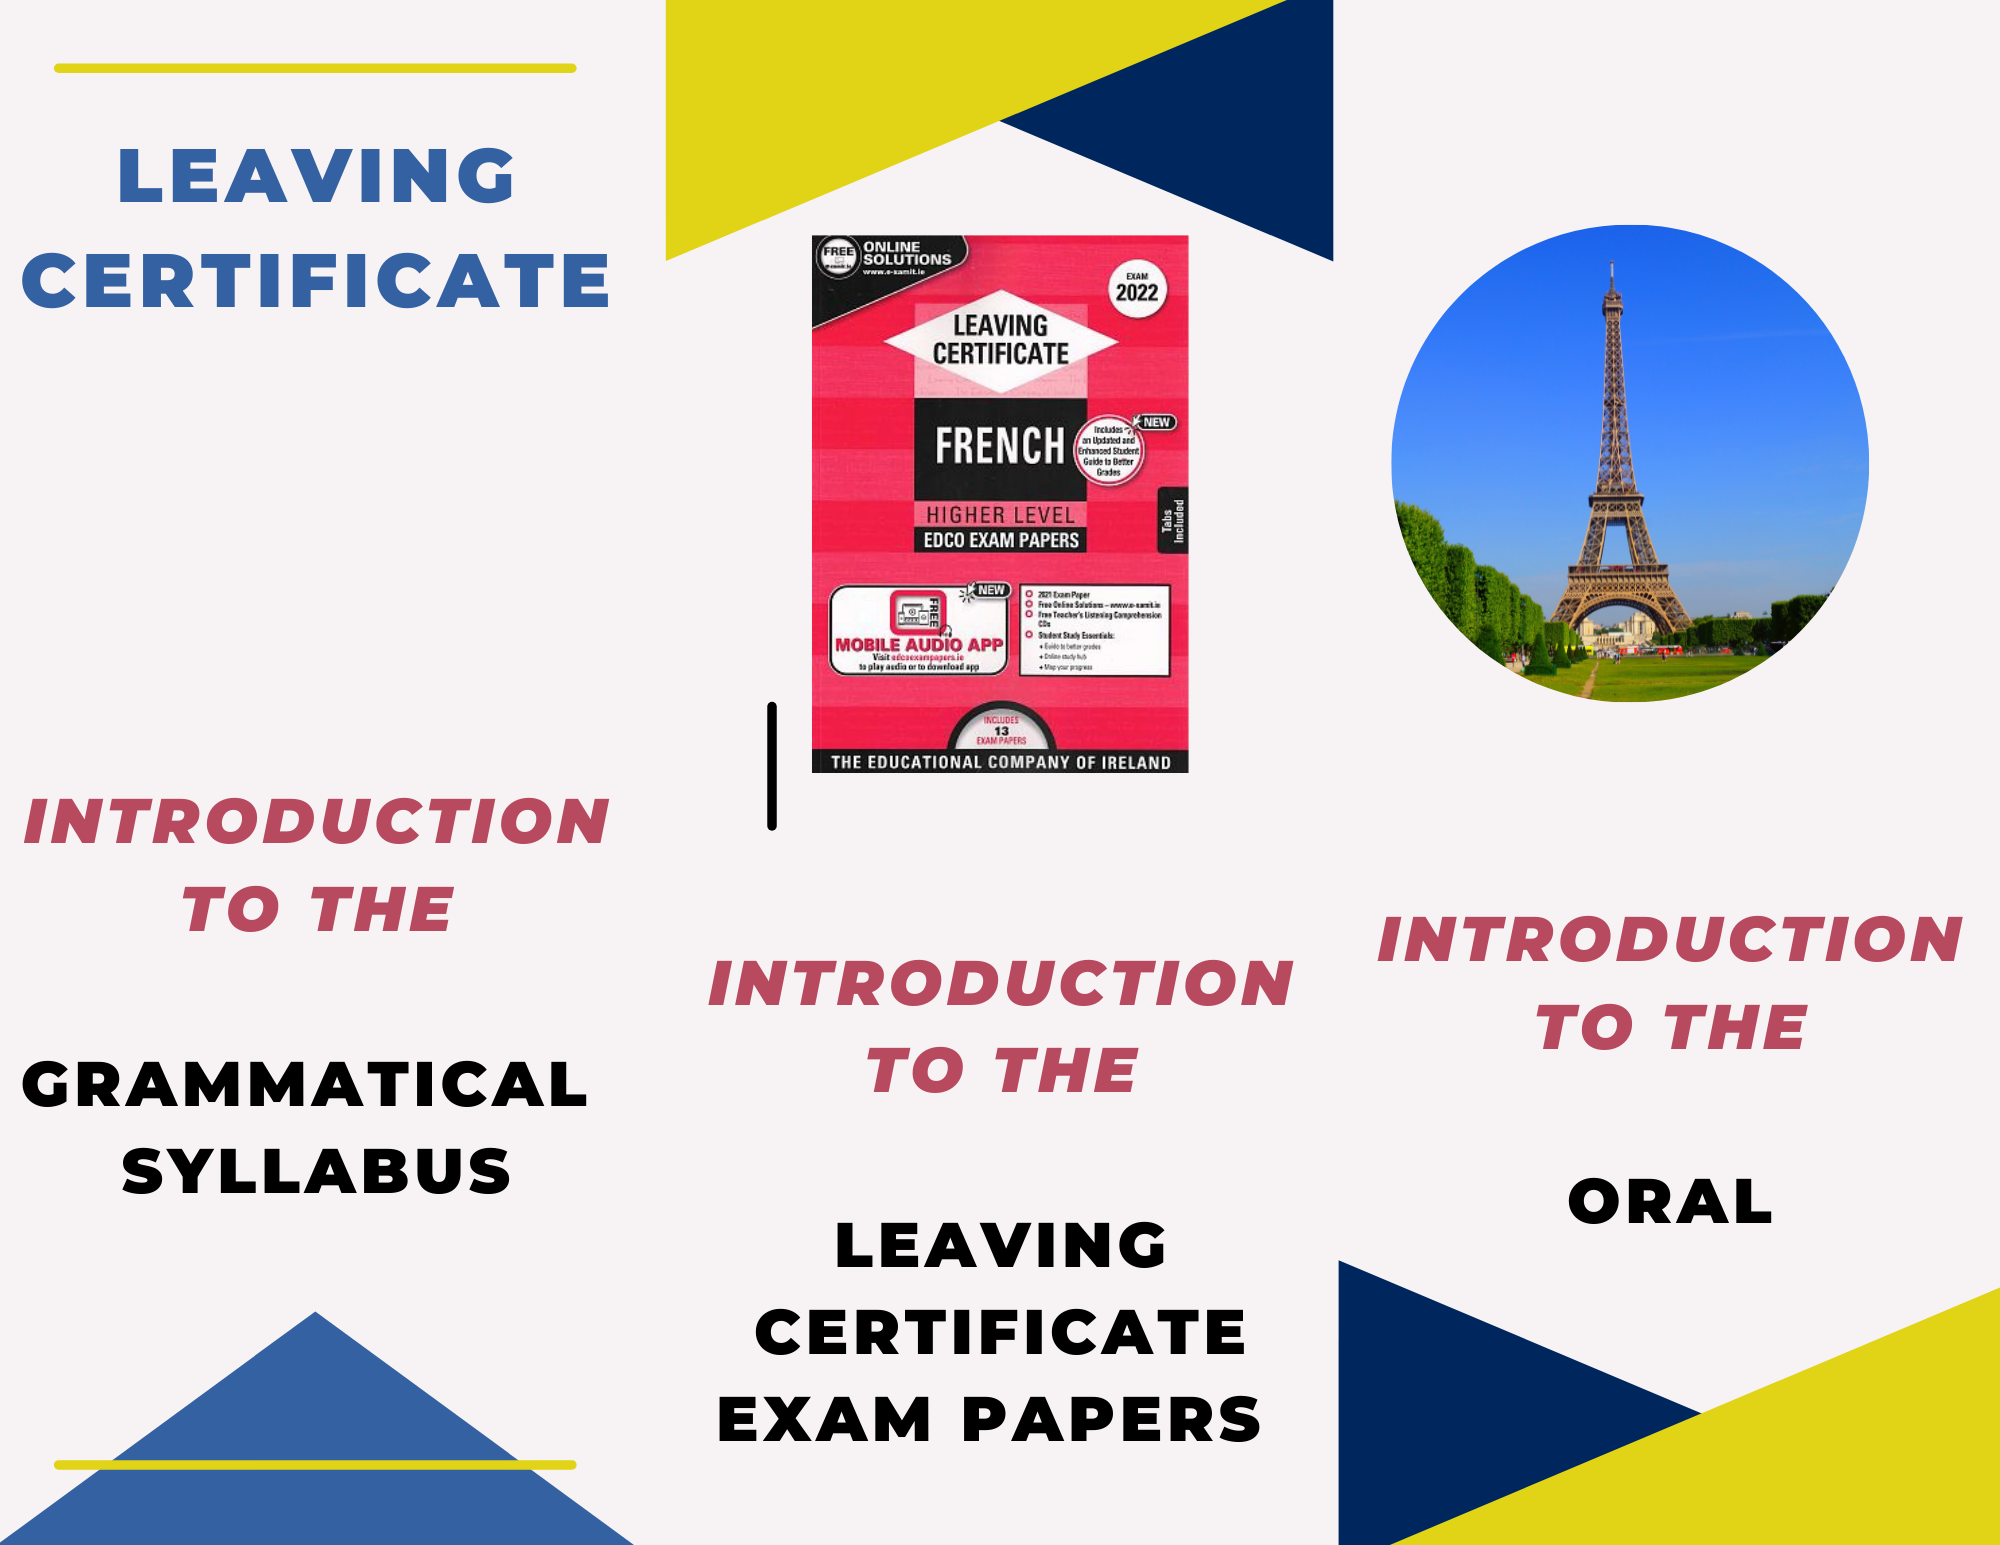 LEAVING
CERTIFICATE
INTRODUCTION
TO THE
GRAMMATICAL
SYLLABUS
FREE
ONLINE
SOLUTIONS
www.e-xamit.ie
EXAM
2022
LEAVING
CERTIFICATE
FRENCH
NEW
Includes
an Updated and
Enhanced Student
Guide to Better
Grades
HIGHER LEVEL
EDCO EXAM PAPERS
Tabs
Included
NEW
FREE
MOBILE AUDIO APP
Visit edcoexampapers.ie
to play audio or to download app
2021 Exam Paper
Free Online Solutions – www.e-xamit.ie
Free Teacher's Listening Comprehension
CDs
Student Study Essentials:
Guide to better grades
Online study hub
Map your progress
INCLUDES
13
EXAM PAPERS
THE EDUCATIONAL COMPANY OF IRELAND
INTRODUCTION
TO THE
LEAVING
CERTIFICATE
EXAM PAPERS
INTRODUCTION
TO THE
ORAL